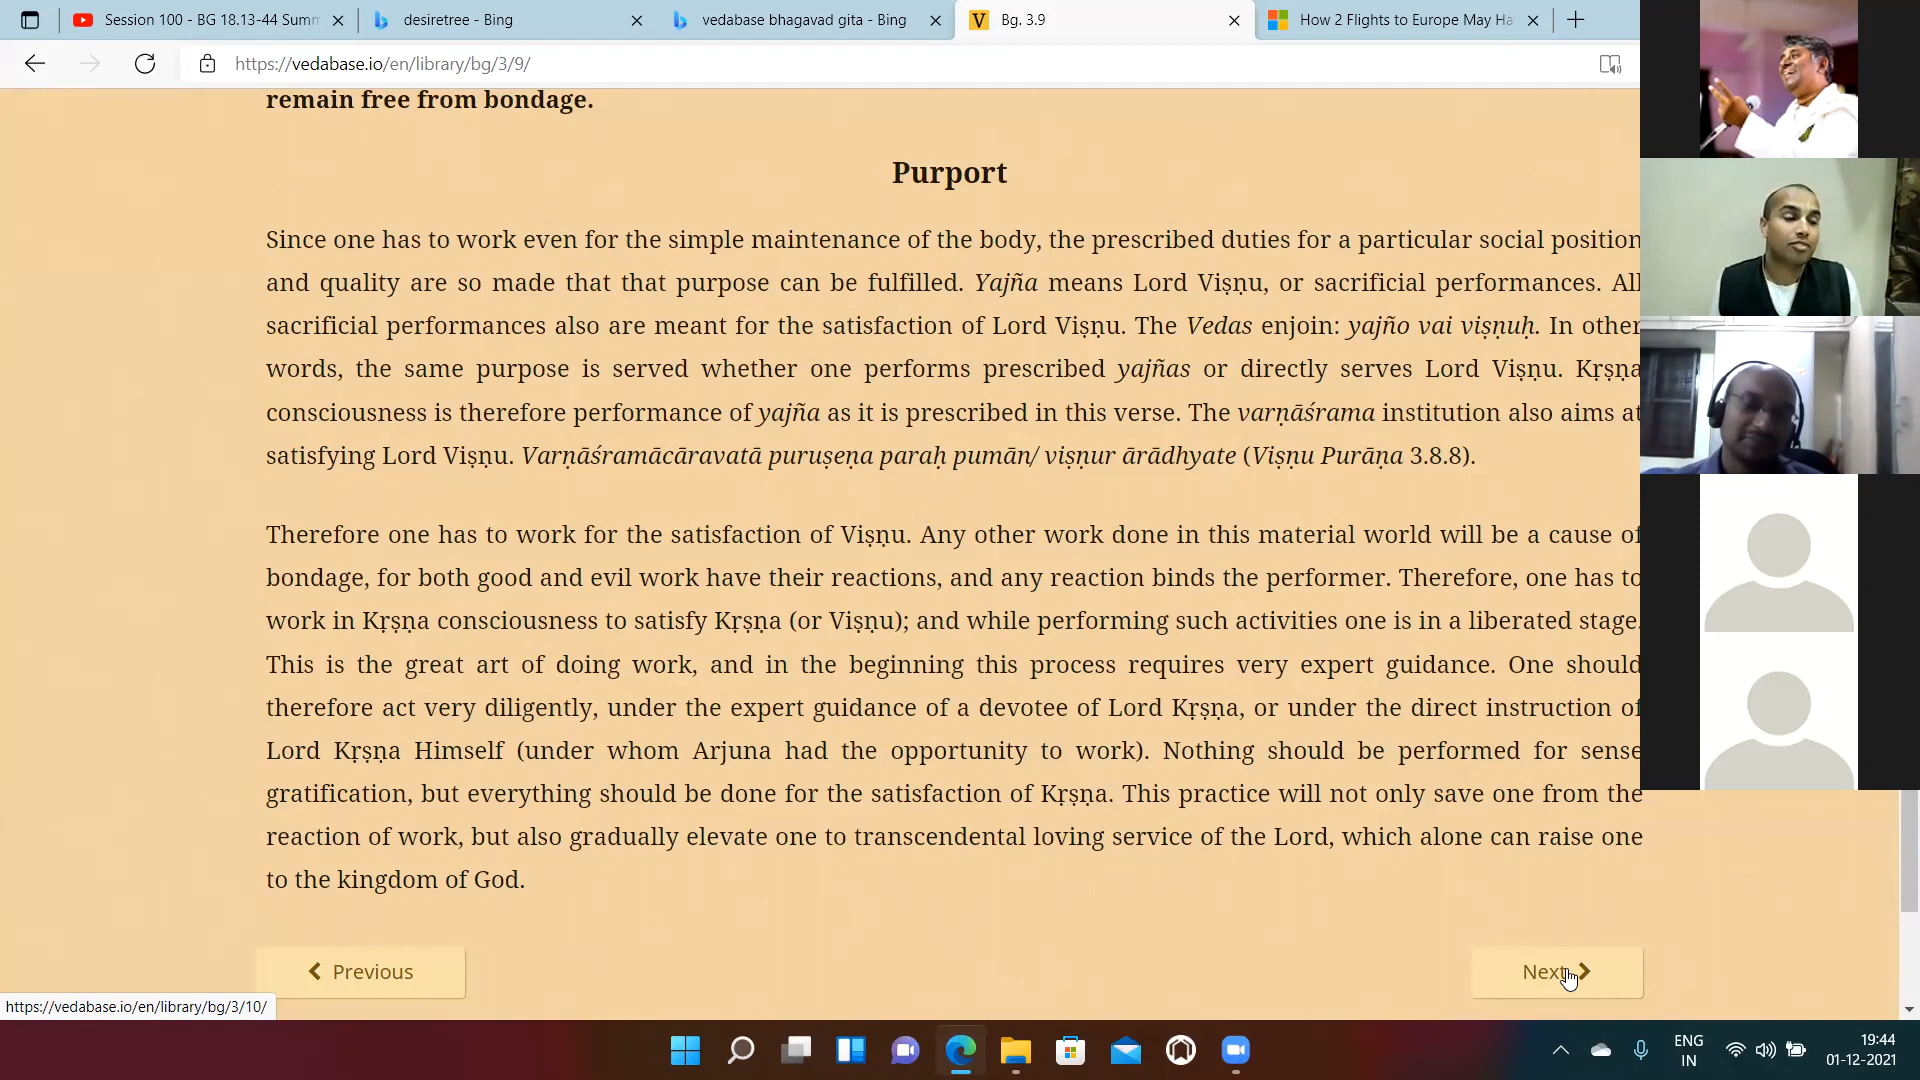 Session 100 - BG 18.13-44 Summ
desiretree - Bing
vedabase bhagavad gita - Bing
Bg. 3.9
How 2 Flights to Europe May Ha
https://vedabase.io/en/library/bg/3/9/
remain free from bondage.
Purport
Since one has to work even for the simple maintenance of the body, the prescribed duties for a particular social position
and quality are so made that that purpose can be fulfilled. Yajña means Lord Viṣṇu, or sacrificial performances. All
sacrificial performances also are meant for the satisfaction of Lord Viṣṇu. The Vedas enjoin: yajño vai viṣṇuḥ. In other
words, the same purpose is served whether one performs prescribed yajñas or directly serves Lord Viṣṇu. Kṛṣṇa
consciousness is therefore performance of yajña as it is prescribed in this verse. The varṇāśrama institution also aims at
satisfying Lord Viṣṇu. Varṇāśramācāravatā puruṣeṇa paraḥ pumān/ viṣṇur ārādhyate (Viṣṇu Purāṇa 3.8.8).
Therefore one has to work for the satisfaction of Viṣṇu. Any other work done in this material world will be a cause of
bondage, for both good and evil work have their reactions, and any reaction binds the performer. Therefore, one has to
work in Kṛṣṇa consciousness to satisfy Kṛṣṇa (or Viṣṇu); and while performing such activities one is in a liberated stage.
This is the great art of doing work, and in the beginning this process requires very expert guidance. One should
therefore act very diligently, under the expert guidance of a devotee of Lord Kṛṣṇa, or under the direct instruction of
Lord Kṛṣṇa Himself (under whom Arjuna had the opportunity to work). Nothing should be performed for sense
gratification, but everything should be done for the satisfaction of Kṛṣṇa. This practice will not only save one from the
reaction of work, but also gradually elevate one to transcendental loving service of the Lord, which alone can raise one
to the kingdom of God.
Previous
Next
https://vedabase.io/en/library/bg/3/10/
ENG
IN
19:44
01-12-2021